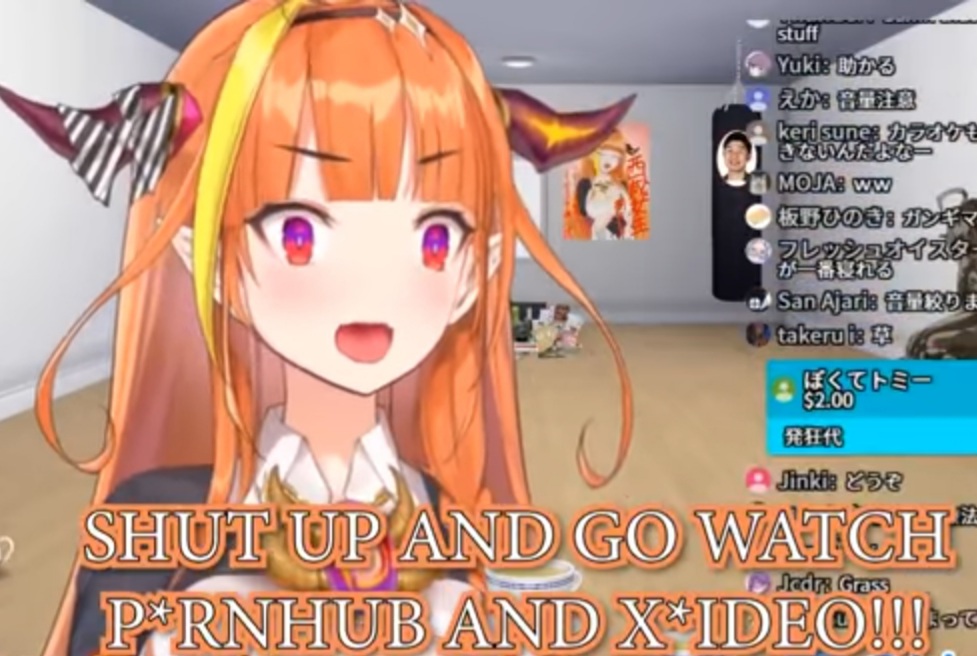 stuff
Yuki: 助かる
えか: 音量注意
keri sune: カラオケで
きないんだよなー
MOJA: ww
板野ひのき: ガンギマ
フレッシュオイスタ
が一番寝れる
San Ajari: 音量絞りま
takeru i: 草
ぽくてトミー
$2.00
発狂代
Jinki: どうぞ
SHUT UP AND GO WATCH
Jcdr: Grass
P*RNHUB AND X*IDEO!!!